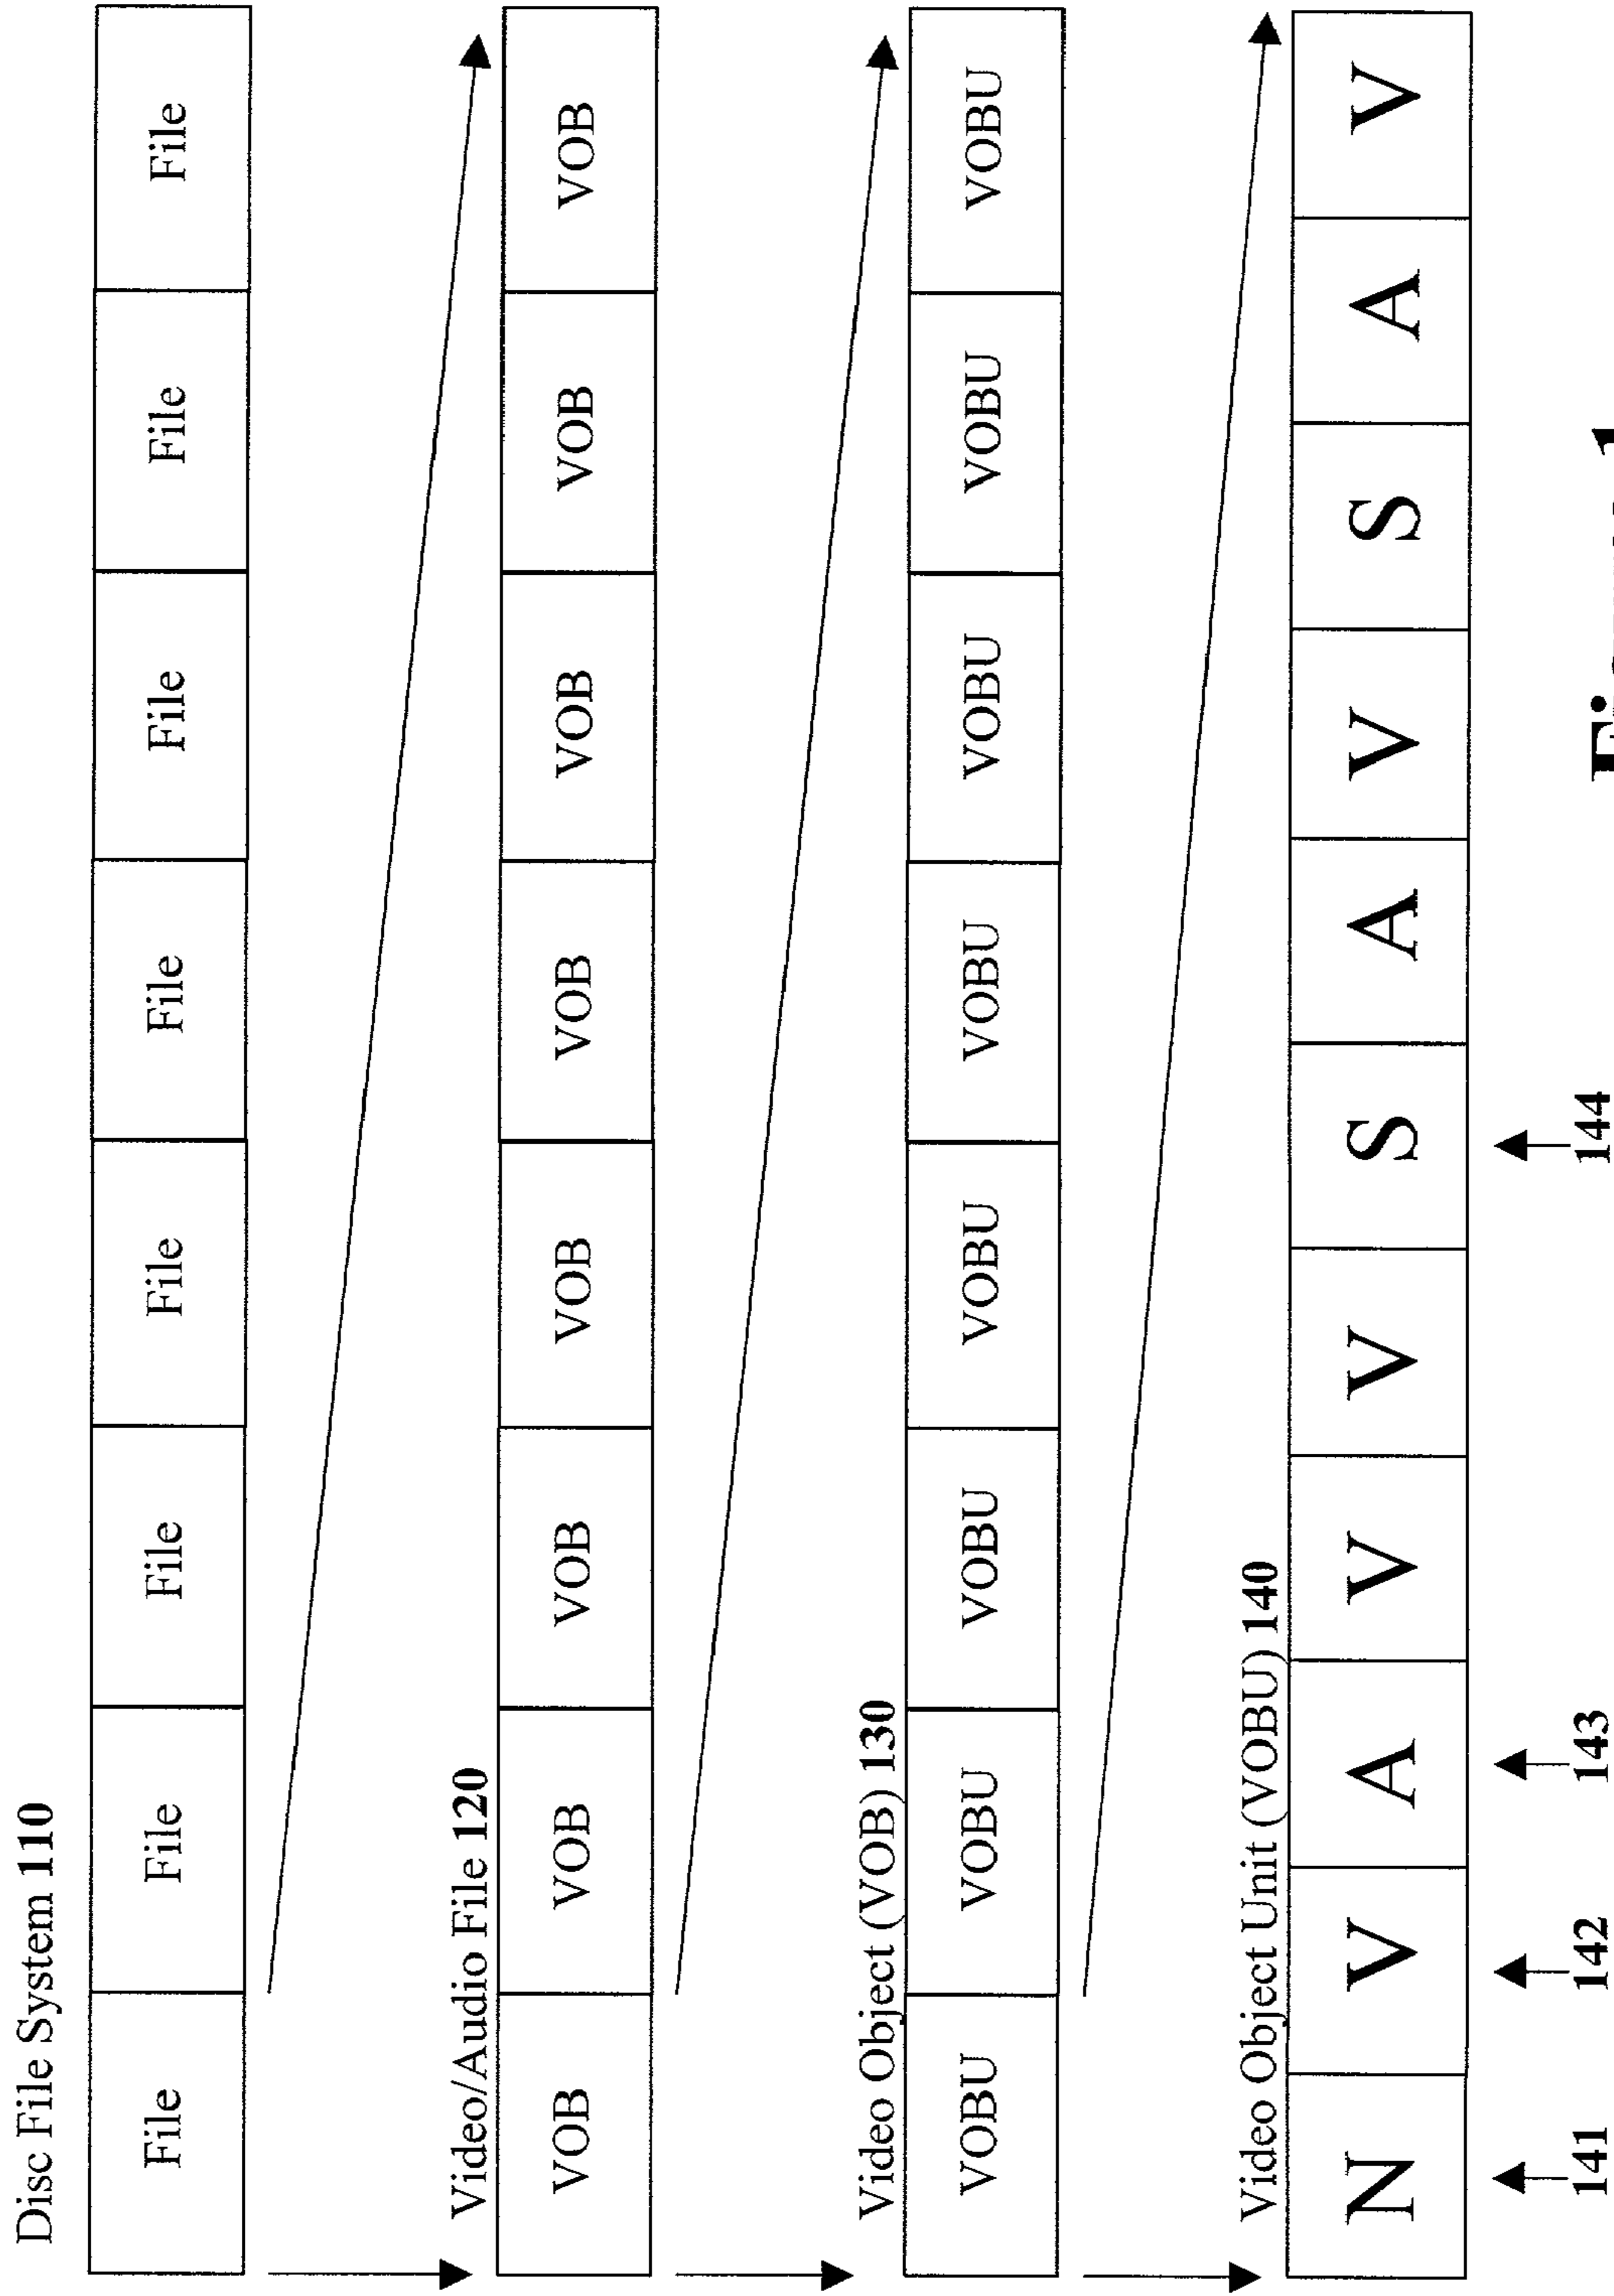 Disc File System 110
File File File File File File File File
Video/Audio File 120
VOB VOB VOB VOB VOB VOB VOB VOB
Video Object (VOB) 130
VOBU VOBU VOBU VOBU VOBU VOBU VOBU VOBU
Video Object Unit (VOBU) 140
N V A V V S A V S A V
141 142 143 144
Figure 1